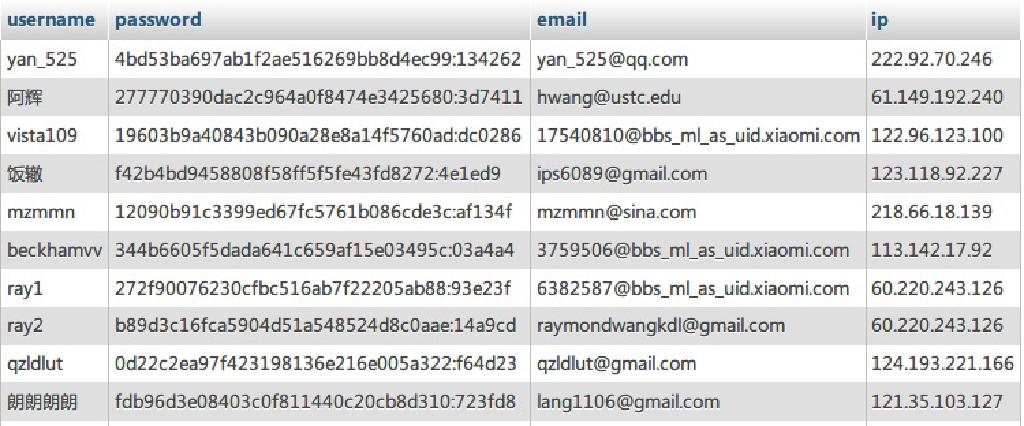 username password email ip
yan_525 4bd53ba697ab1f2ae516269bb8d4ec99:134262 yan_525@qq.com 222.92.70.246
阿辉 277770390dac2c964a0f8474e3425680:3d7411 hwang@ustc.edu 61.149.192.240
vista109 19603b9a40843b090a28e8a14f5760ad:dc0286 17540810@bbs_ml_as_uid.xiaomi.com 122.96.123.100
饭辙 f42b4bd9458808f58ff5f5fe43fd8272:4e1ed9 ips6089@gmail.com 123.118.92.227
mzmmn 12090b91c3399ed67fc5761b086cde3c:af134f mzmmn@sina.com 218.66.18.139
beckhamvv 344b6605f5dada641c659af15e03495c:03a4a4 3759506@bbs_ml_as_uid.xiaomi.com 113.142.17.92
ray1 272f90076230cfbc516ab7f22205ab88:93e23f 6382587@bbs_ml_as_uid.xiaomi.com 60.220.243.126
ray2 b89d3c16fca5904d51a548524d8c0aae:14a9cd raymondwangkdl@gmail.com 60.220.243.126
qzldlut 0d22c2ea97f423198136e216e005a322:f64d23 qzldlut@gmail.com 124.193.221.166
朗朗朗朗 fdb96d3e08403c0f811440c20cb8d310:723fd8 lang1106@gmail.com 121.35.103.127